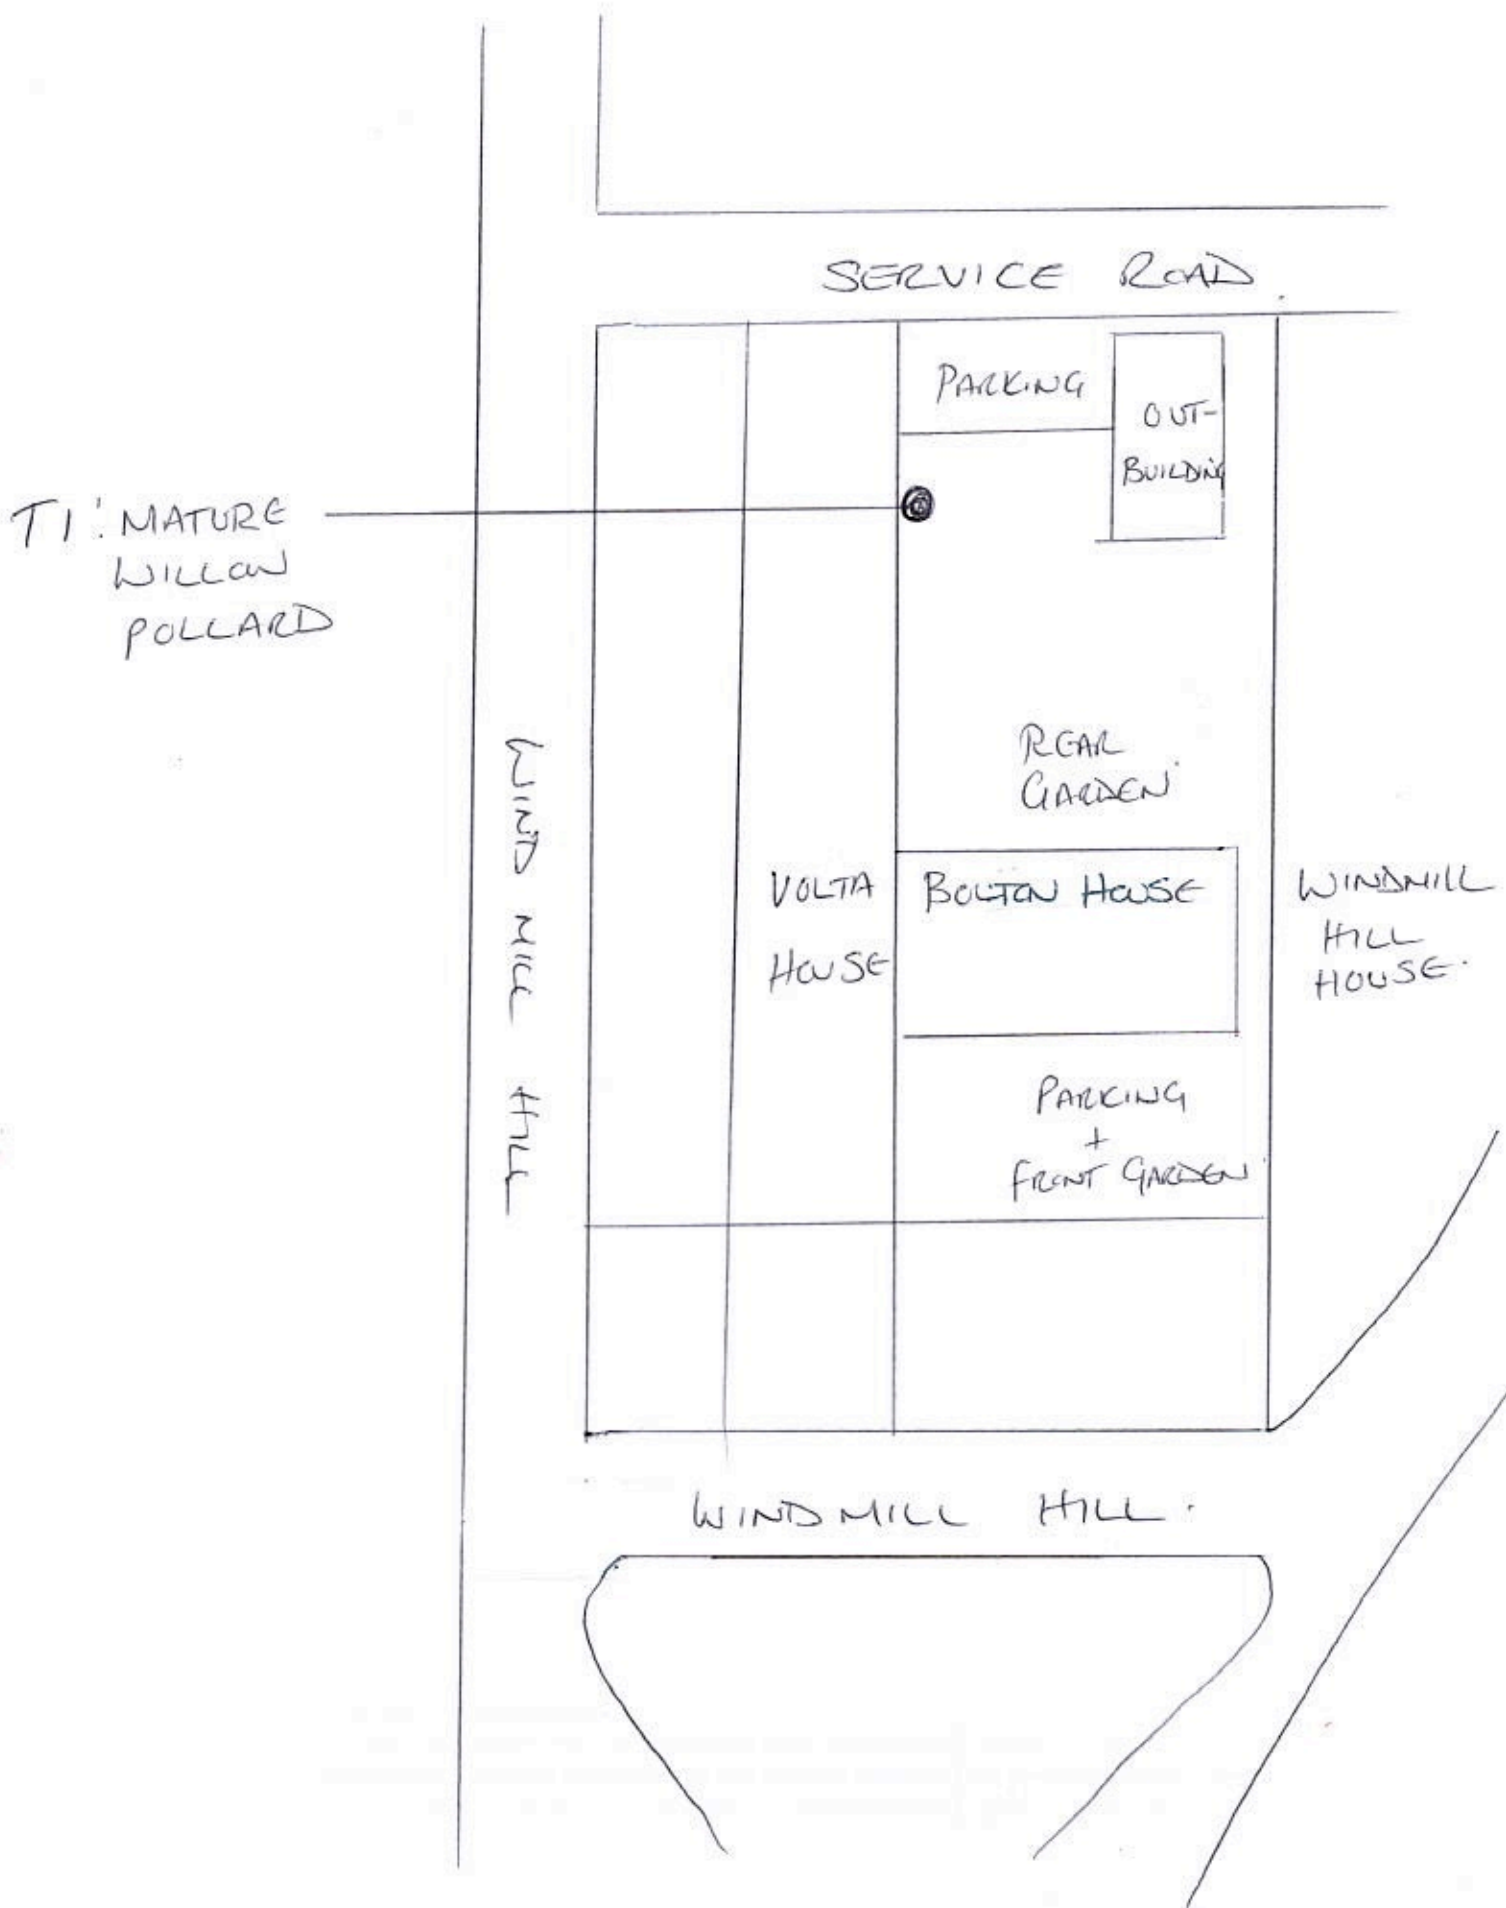 SERVICE ROAD.
PARKING
OUT-
BUILDING
T1: MATURE
WILLOW
POLLARD
REAR
GARDEN
WIND MILL HILL
VOLTA
HOUSE
BOLTON HOUSE
WINDMILL
HILL
HOUSE.
PARKING
+
FRONT GARDEN
WINDMILL HILL.